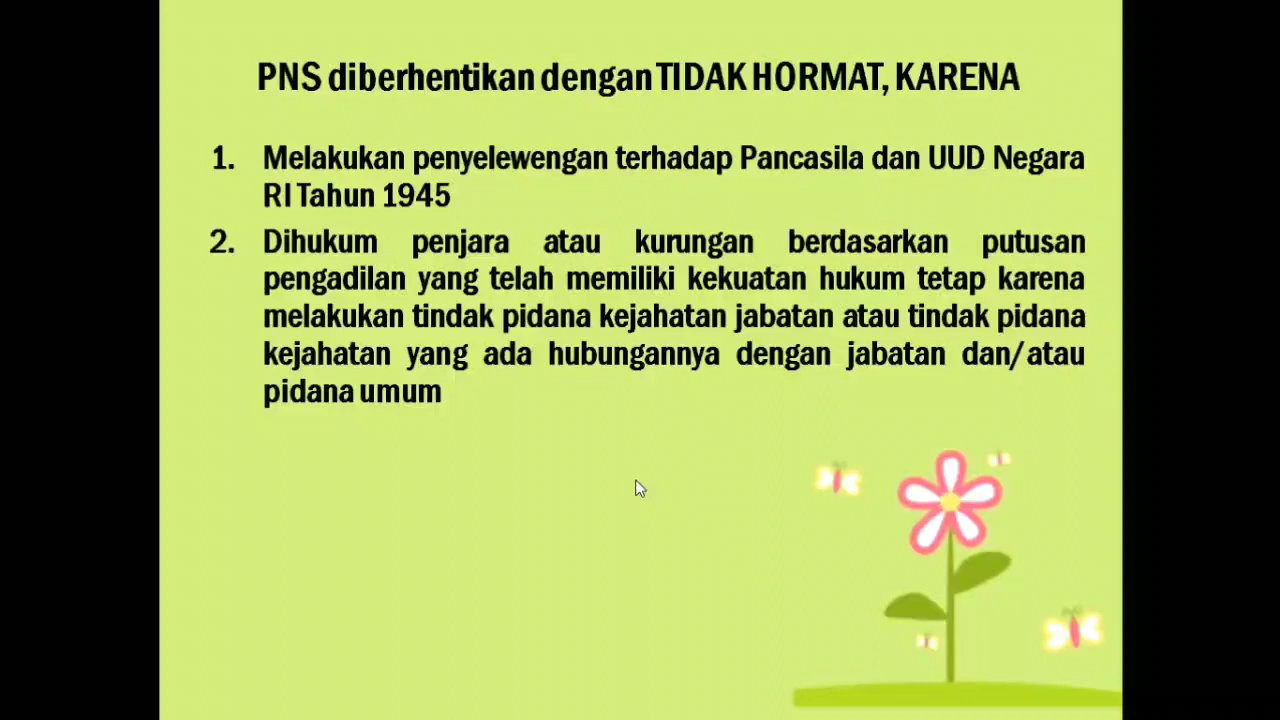 PNS diberhentikan dengan TIDAK HORMAT, KARENA
1. Melakukan penyelewengan terhadap Pancasila dan UUD Negara
RI Tahun 1945
2. Dihukum penjara atau kurungan berdasarkan putusan
pengadilan yang telah memiliki kekuatan hukum tetap karena
melakukan tindak pidana kejahatan jabatan atau tindak pidana
kejahatan yang ada hubungannya dengan jabatan dan/atau
pidana umum